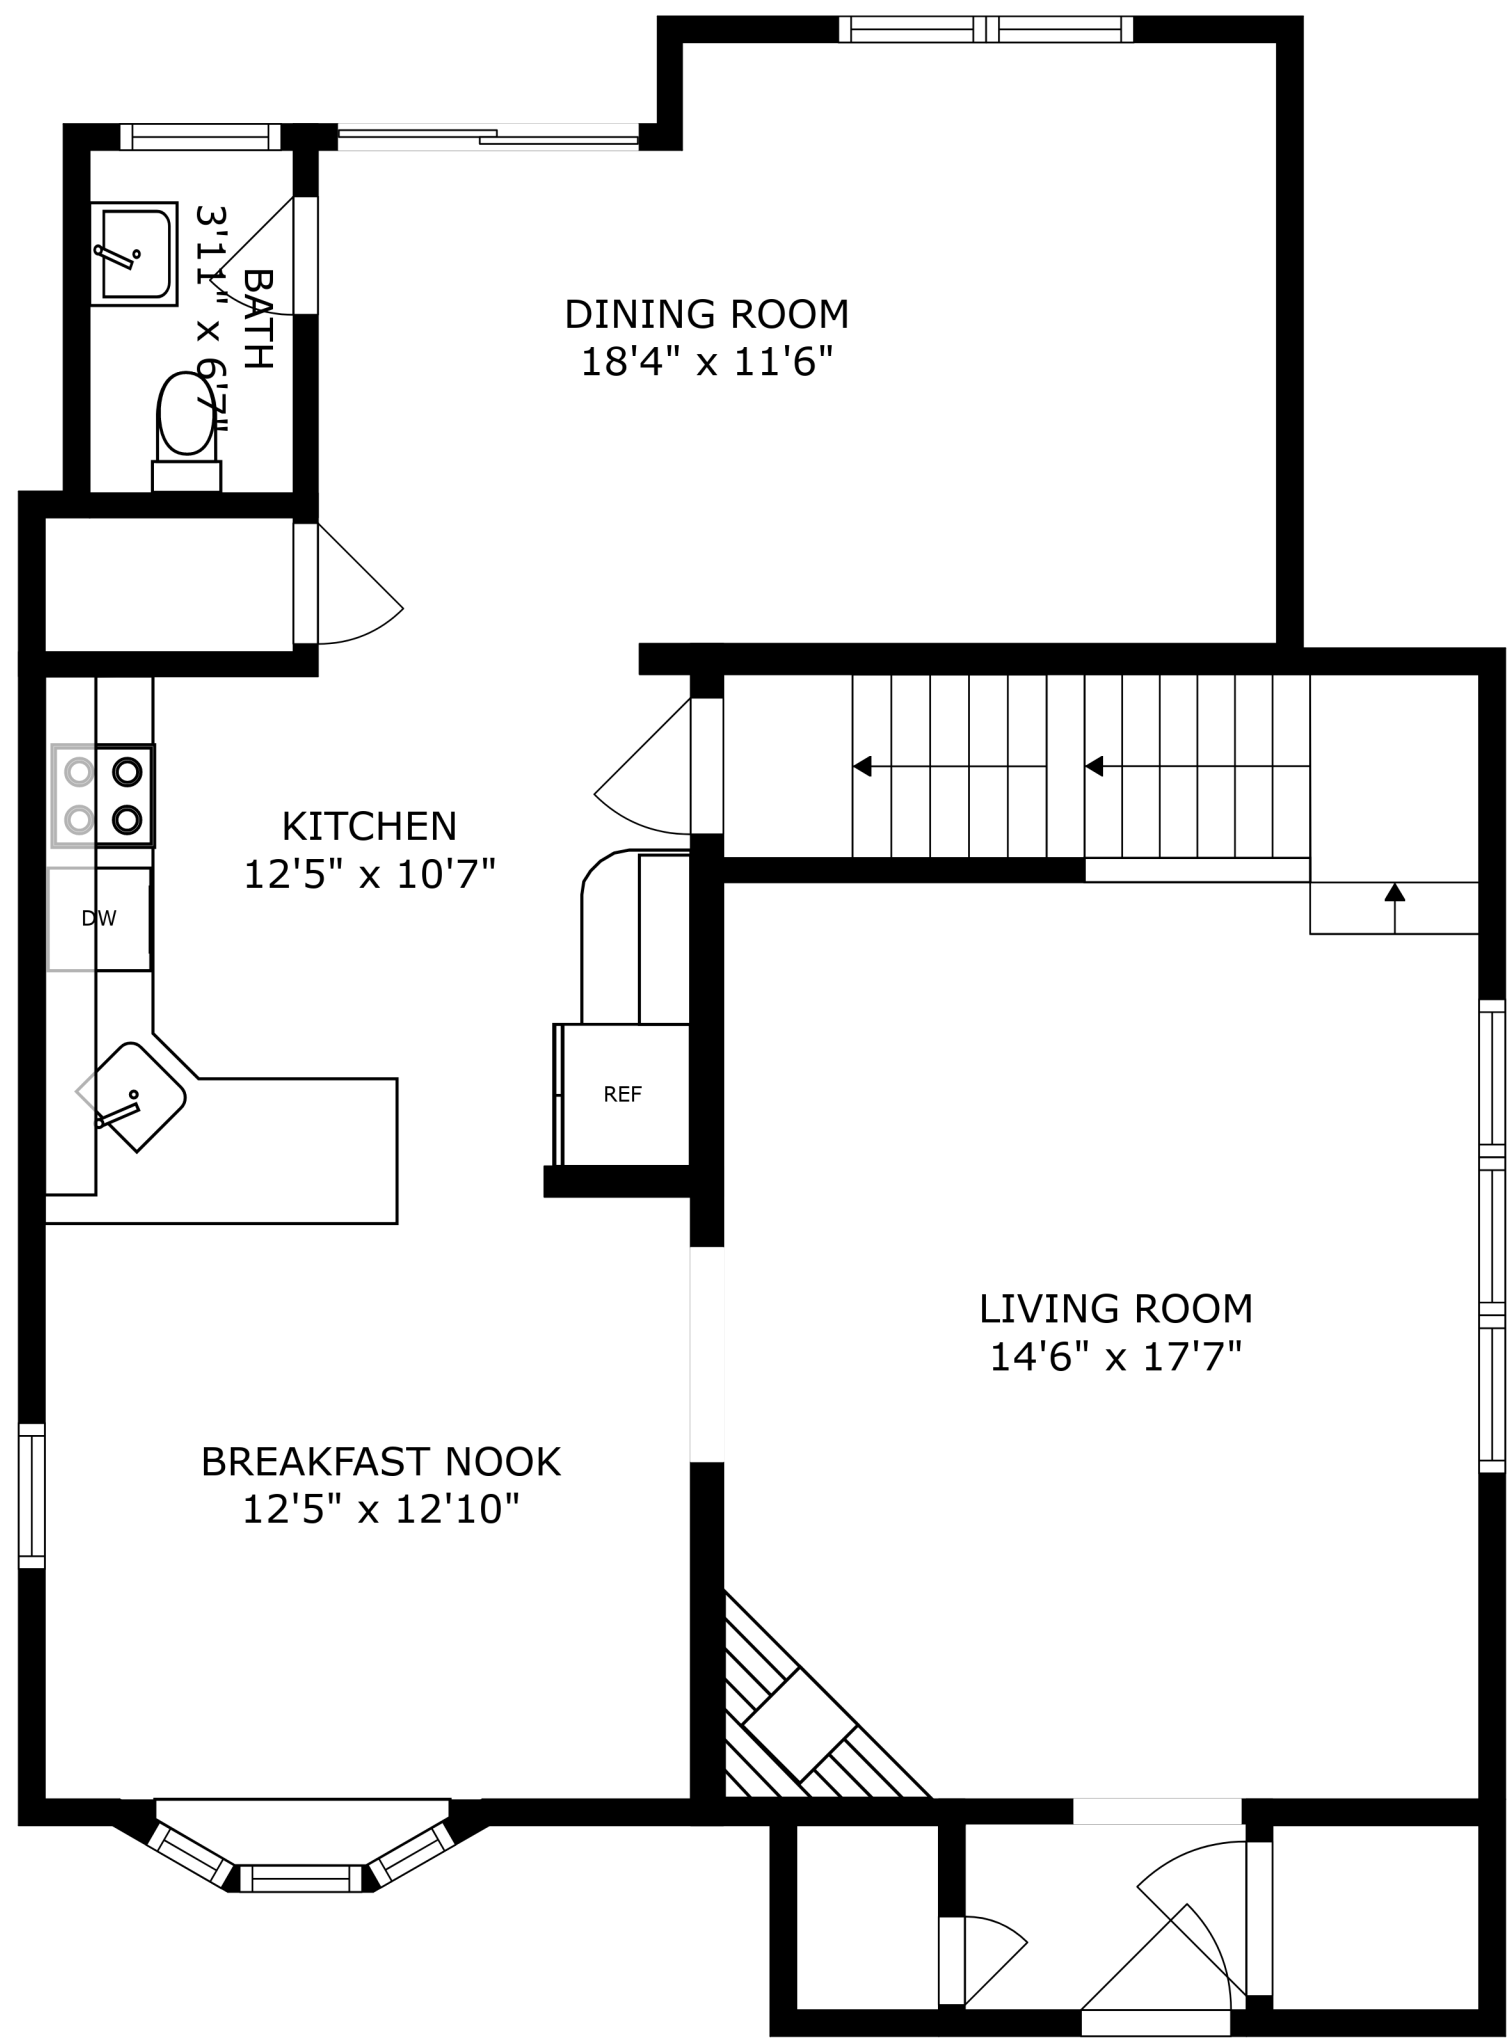 BATH
3'11" x 6'7"
DINING ROOM
18'4" x 11'6"
KITCHEN
12'5" x 10'7"
DW
REF
LIVING ROOM
14'6" x 17'7"
BREAKFAST NOOK
12'5" x 12'10"